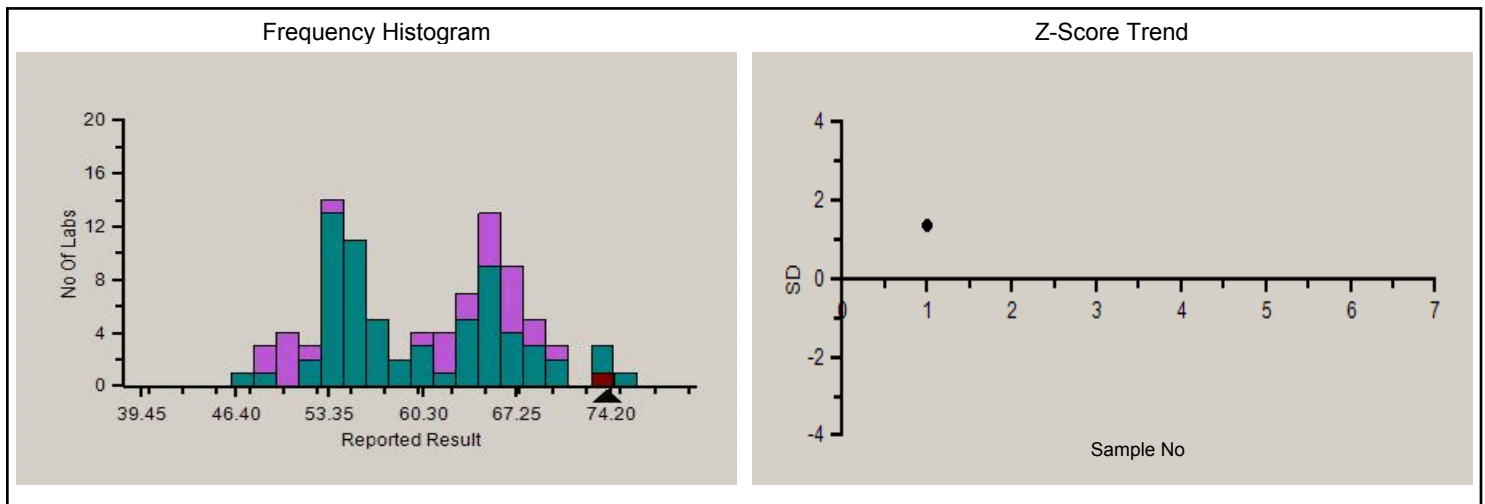 Frequency Histogram
20
16
12
8
4
0
No Of Labs
39.45 46.40 53.35 60.30 67.25 74.20
Reported Result
Z-Score Trend
4
2
0
-2
-4
SD
0 1 2 3 4 5 6 7
Sample No